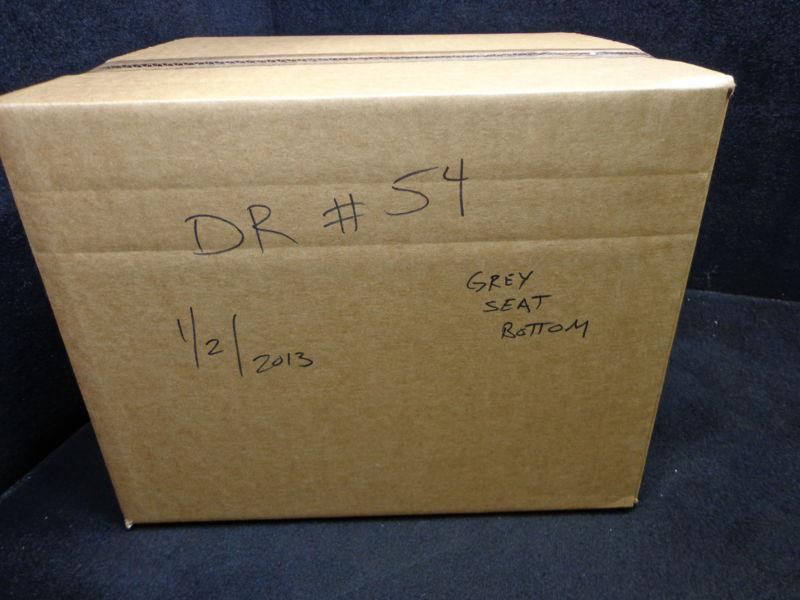 DR # 54
GREY
SEAT
BOTTOM
1/2/2013